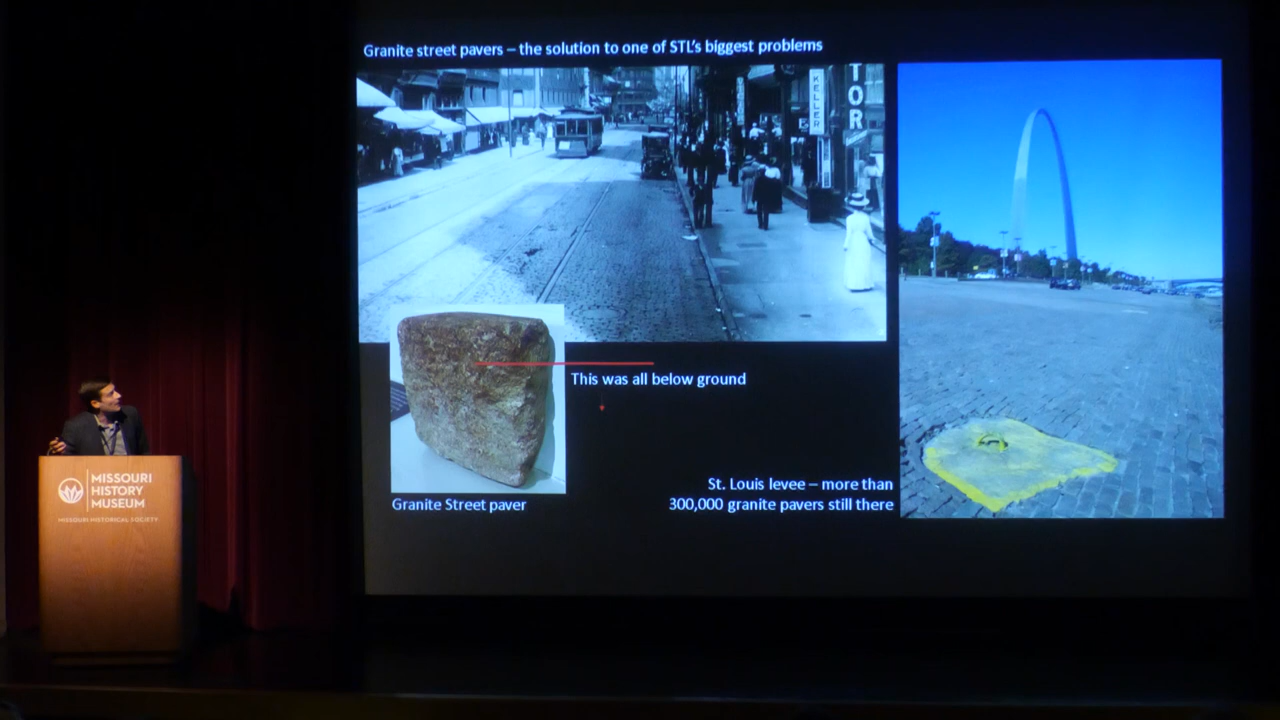 Granite street pavers – the solution to one of STL's biggest problems
KELLER
TOR
This was all below ground
St. Louis levee – more than
300,000 granite pavers still there
Granite Street paver
MISSOURI
HISTORY
MUSEUM
MISSOURI HISTORICAL SOCIETY